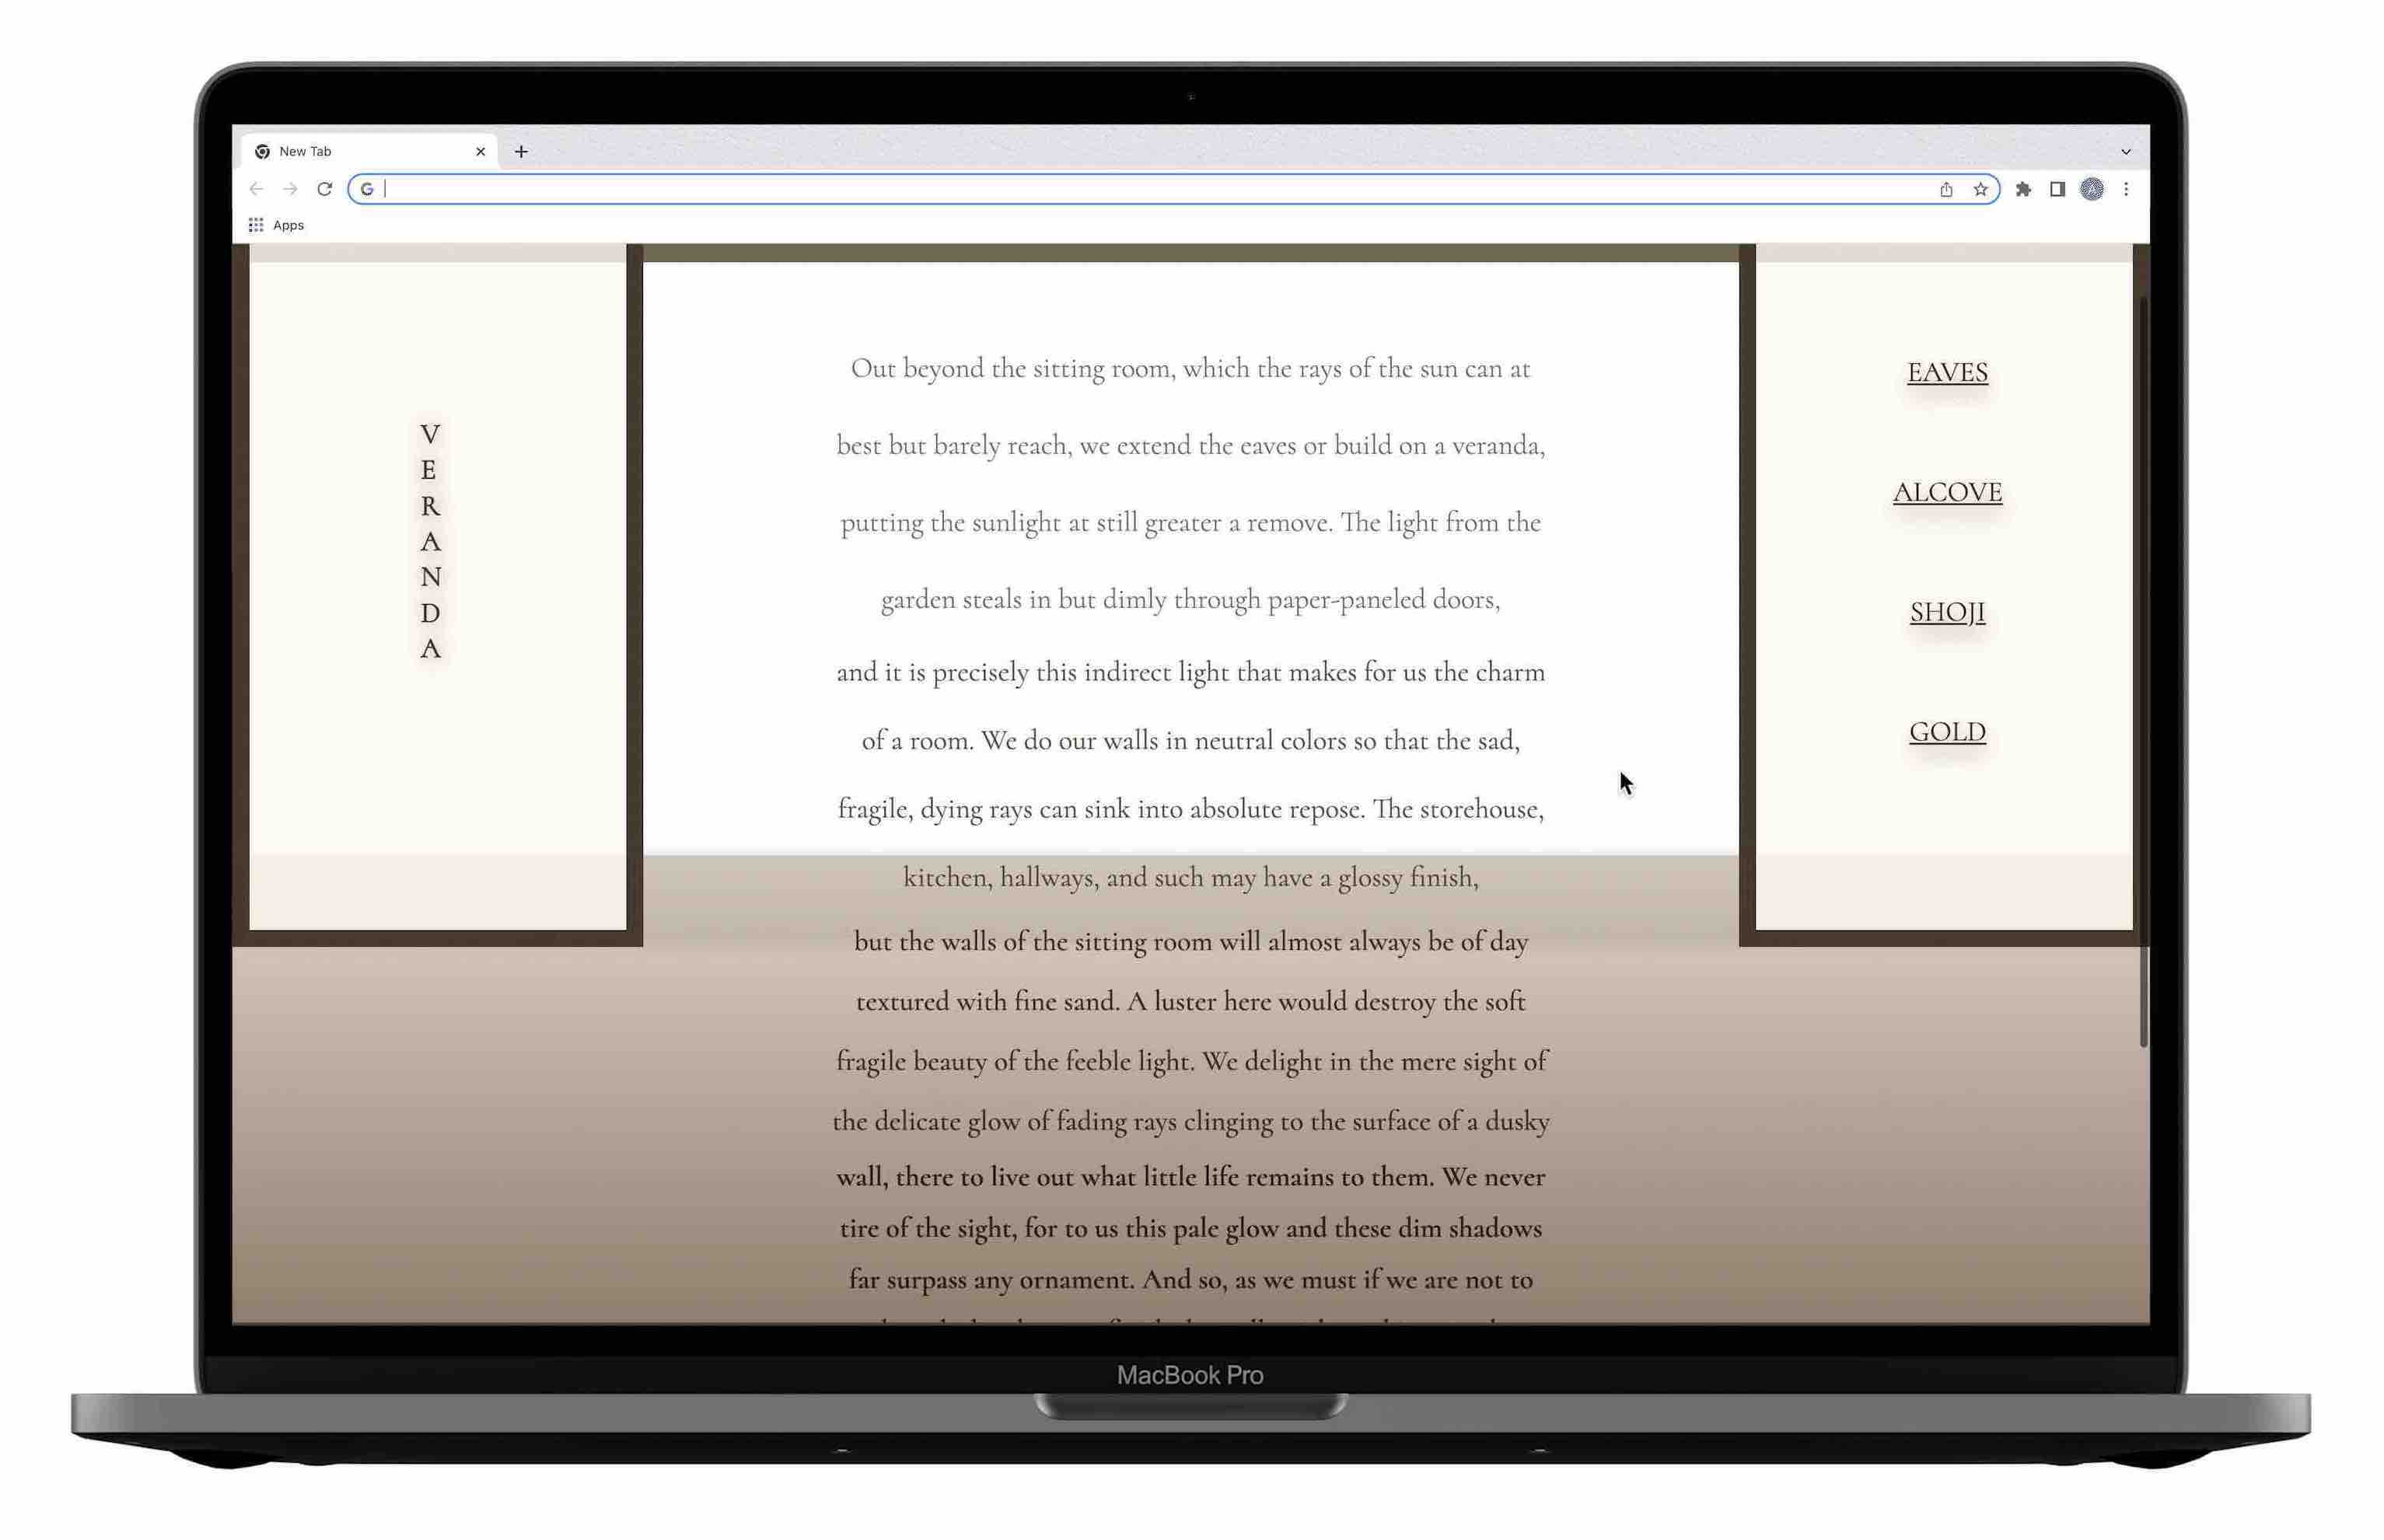 New Tab
Apps
V
E
R
A
N
D
A
Out beyond the sitting room, which the rays of the sun can at
best but barely reach, we extend the eaves or build on a veranda,
putting the sunlight at still greater a remove. The light from the
garden steals in but dimly through paper-paneled doors,
and it is precisely this indirect light that makes for us the charm
of a room. We do our walls in neutral colors so that the sad,
fragile, dying rays can sink into absolute repose. The storehouse,
kitchen, hallways, and such may have a glossy finish,
but the walls of the sitting room will almost always be of day
textured with fine sand. A luster here would destroy the soft
fragile beauty of the feeble light. We delight in the mere sight of
the delicate glow of fading rays clinging to the surface of a dusky
wall, there to live out what little life remains to them. We never
tire of the sight, for to us this pale glow and these dim shadows
far surpass any ornament. And so, as we must if we are not to
EAVES
ALCOVE
SHOJI
GOLD
MacBook Pro